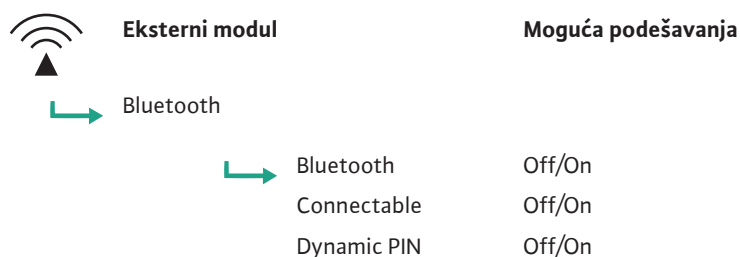 Eksterni modul Moguća podešavanja
Bluetooth
Bluetooth Off/On
Connectable Off/On
Dynamic PIN Off/On